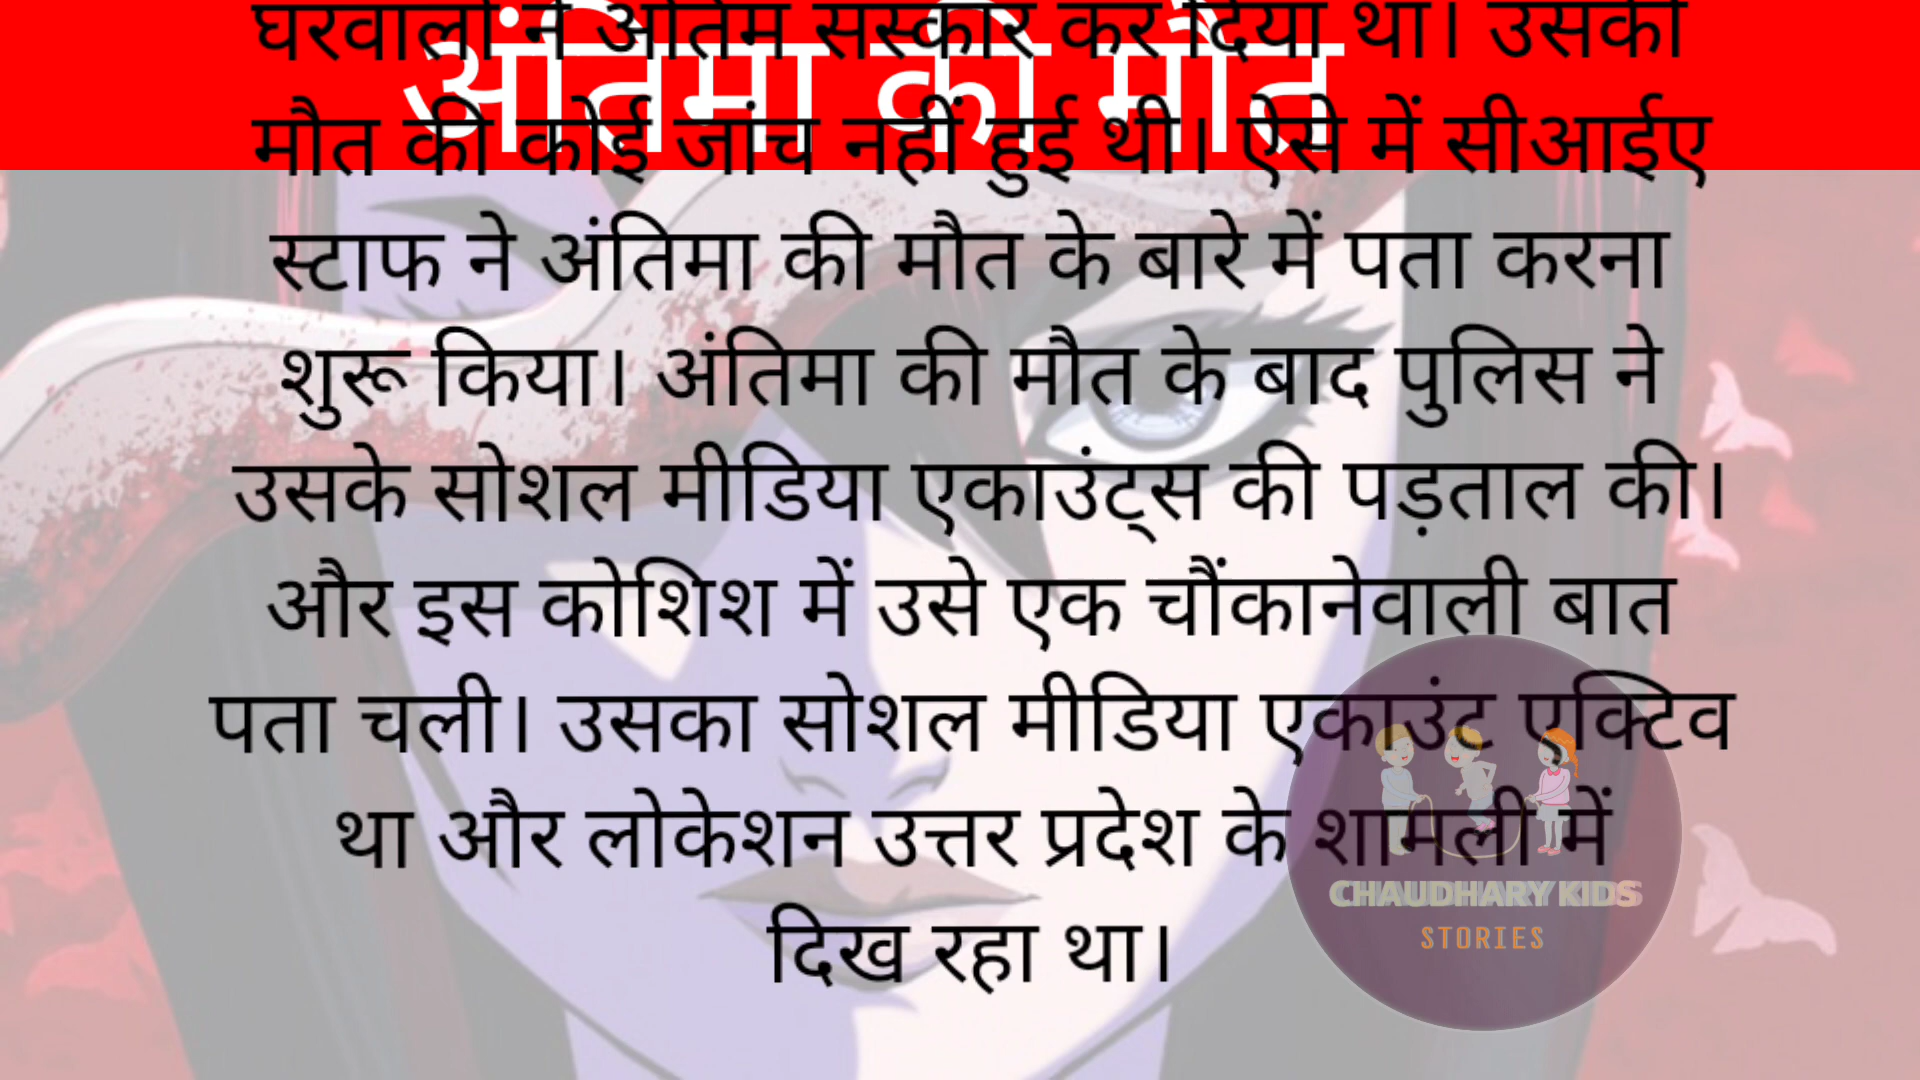 अंतिमा की मौत
घरवालों ने अंतिम संस्कार कर दिया था। उसकी
मौत की कोई जांच नहीं हुई थी। ऐसे में सीआईए
स्टाफ ने अंतिमा की मौत के बारे में पता करना
शुरू किया। अंतिमा की मौत के बाद पुलिस ने
उसके सोशल मीडिया एकाउंट्स की पड़ताल की।
और इस कोशिश में उसे एक चौंकानेवाली बात
पता चली। उसका सोशल मीडिया एकाउंट एक्टिव
था और लोकेशन उत्तर प्रदेश के शामली में
दिख रहा था।
CHAUDHARY KIDS
STORIES